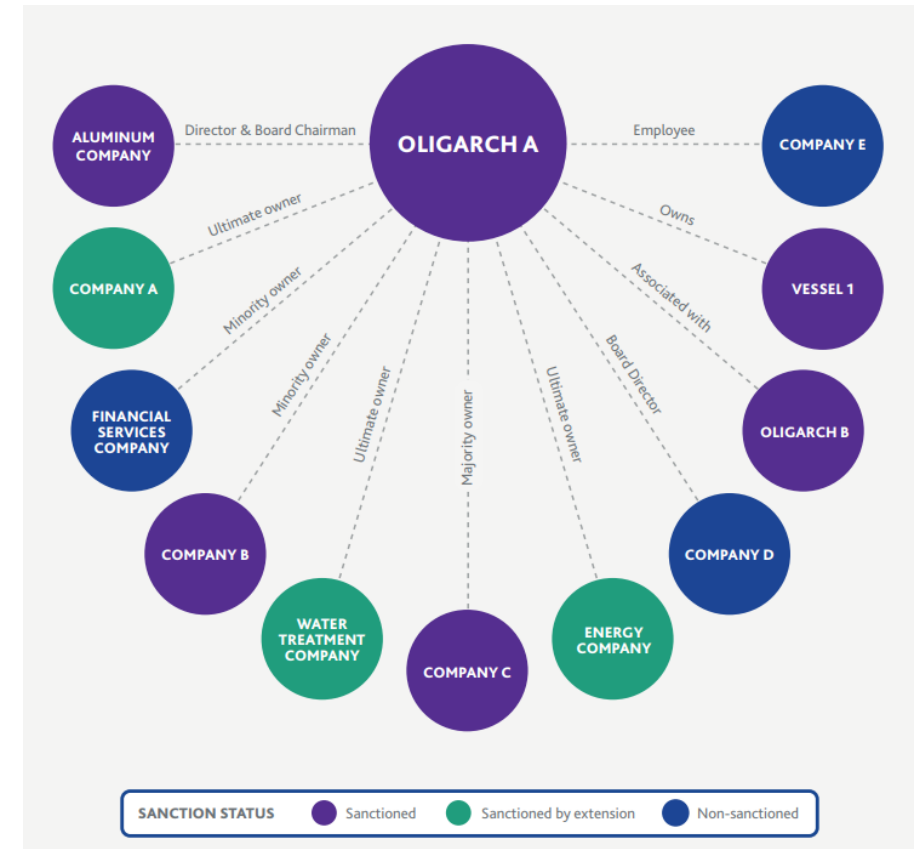 OLIGARCH A
ALUMINUM
COMPANY
Director & Board Chairman
Employee
COMPANY E
Ultimate owner
Owns
COMPANY A
VESSEL 1
Minority owner
Associated with
FINANCIAL
SERVICES
COMPANY
Minority owner
Ultimate owner
Majority owner
Ultimate owner
Board Director
OLIGARCH B
COMPANY B
COMPANY D
WATER
TREATMENT
COMPANY
COMPANY C
ENERGY
COMPANY
SANCTION STATUS Sanctioned Sanctioned by extension Non-sanctioned